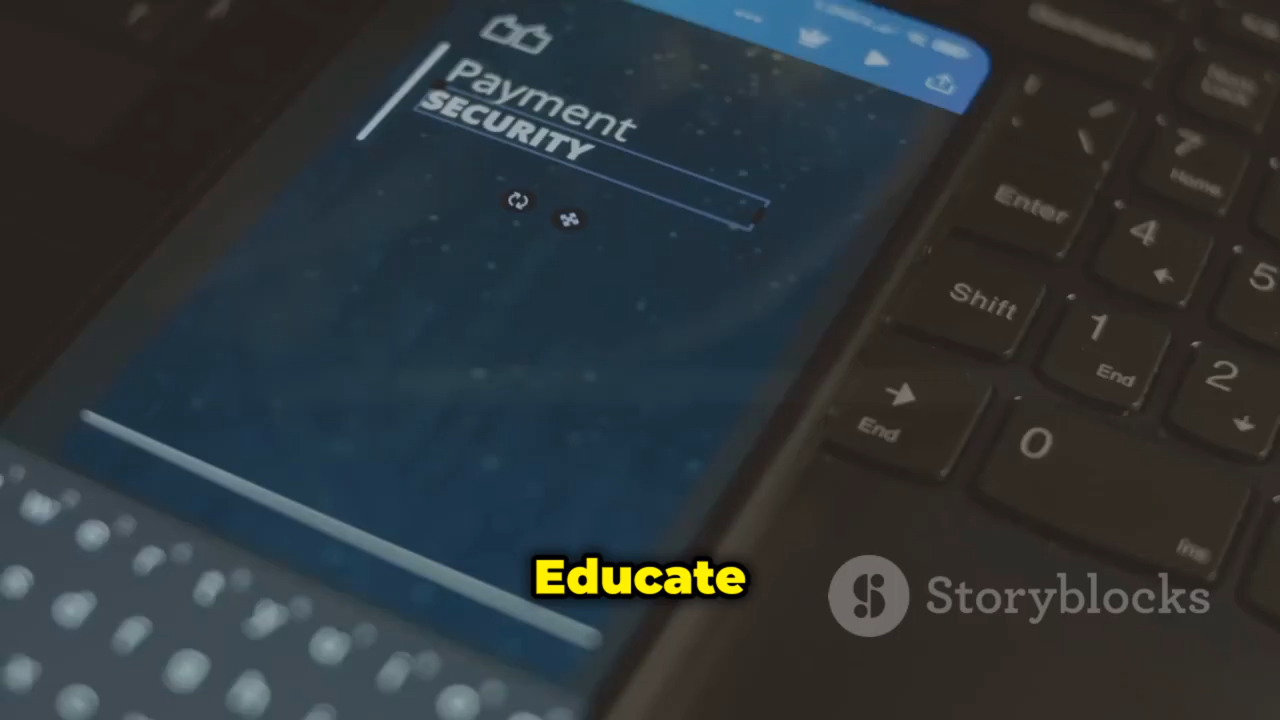 Payment
SECURITY
Enter
Shift
End
7
Home
4
5
1
End
2
0
Ins
Educate
Storyblocks